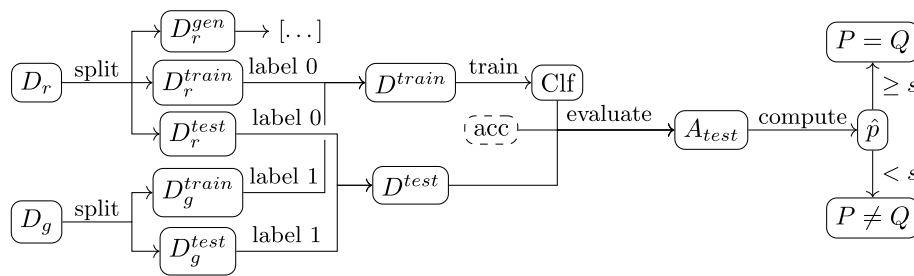 D_r^{gen} [...] P = Q
D_r split D_r^{train} label 0 D^{train} train Clf ≥ s
D_r^{test} label 0 acc evaluate A_{test} compute p̂
D_g^{train} label 1 D^{test} < s
D_g split P ≠ Q
D_g^{test} label 1